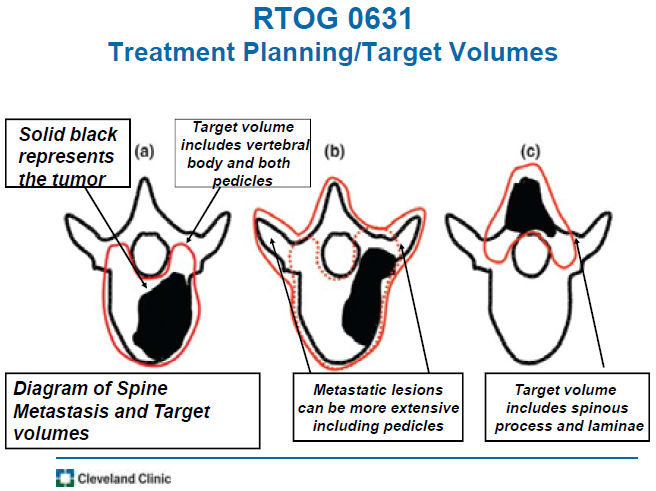 RTOG 0631
Treatment Planning/Target Volumes
Solid black
represents
the tumor
(a)
Target volume
includes vertebral
body and both
pedicles
(b)
(c)
Diagram of Spine
Metastasis and Target
volumes
Metastatic lesions
can be more extensive
including pedicles
Target volume
includes spinous
process and laminae
Cleveland Clinic